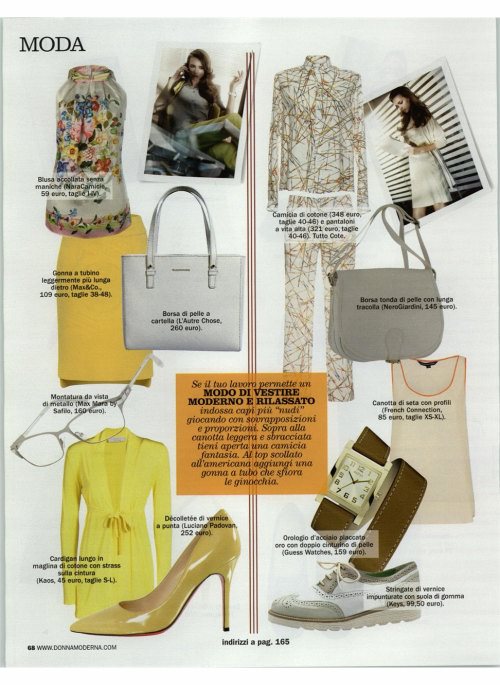 MODA
Blusa accollata senza
maniche (NaraCamicie,
59 euro, taglie I-IV).
Camicia di cotone (348 euro,
taglie 40-46) e pantaloni
a vita alta (321 euro, taglie
40-46). Tutto Cote.
Gonna a tubino
leggermente più lunga
dietro (Max&Co.,
109 euro, taglie 38-48).
Borsa di pelle a
cartella (L'Autre Chose,
260 euro).
Borsa tonda di pelle con lunga
tracolla (NeroGiardini, 145 euro).
Montatura da vista
di metallo (Max Mara by
Safilo, 160 euro).
Se il tuo lavoro permette un
MODO DI VESTIRE
MODERNO E RILASSATO
indossa capi più "nudi"
giocando con sovrapposizioni
e proporzioni. Sopra alla
canotta leggera e sbracciata
tieni aperta una camicia
fantasia. Al top scollato
all'americana aggiungi una
gonna a tubo che sfiora
le ginocchia.
Canotta di seta con profili
(French Connection,
85 euro, taglie XS-XL).
Décolletée di vernice
a punta (Luciano Padovan,
252 euro).
Cardigan lungo in
maglina di cotone con strass
sulla cintura
(Kaos, 45 euro, taglie S-L).
Orologio d'acciaio placcato
oro con doppio cinturino di pelle
(Guess Watches, 159 euro).
Stringate di vernice
impunturate con suola di gomma
(Keys, 99,50 euro).
68 WWW.DONNAMODERNA.COM
indirizzi a pag. 165